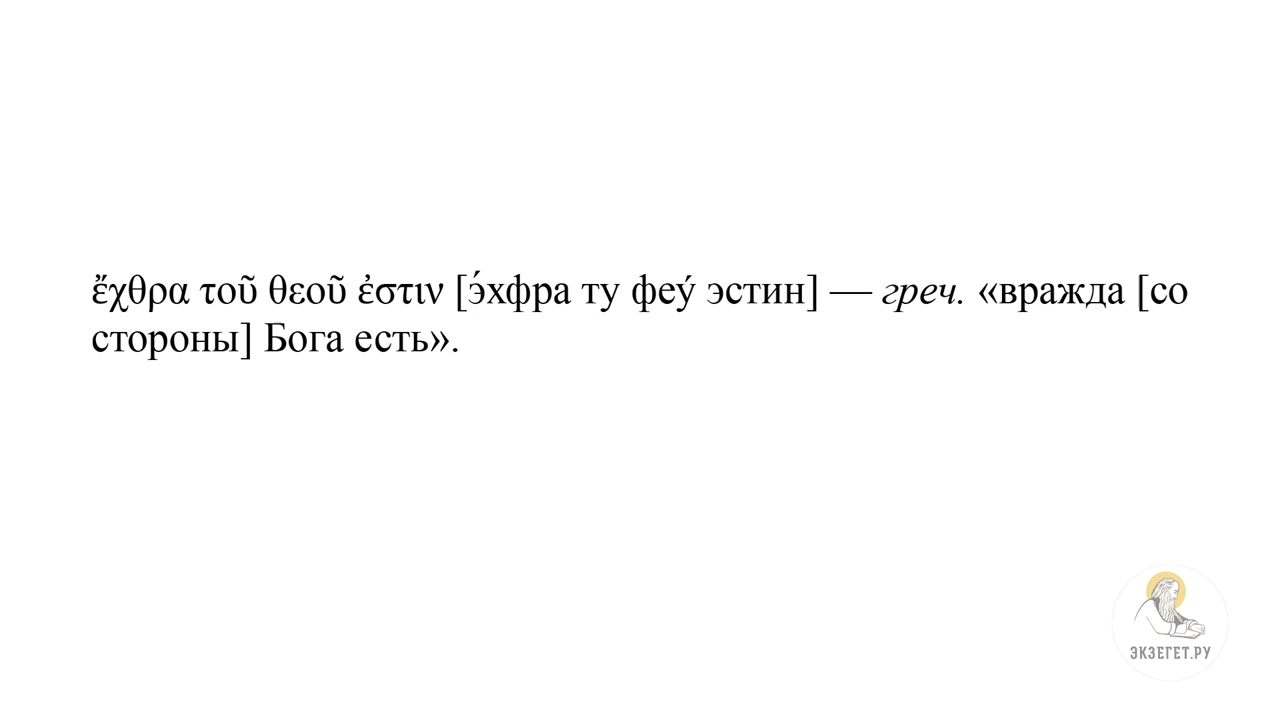 ἔχθρα τοῦ θεοῦ ἐστιν [э́хфра ту феу́ эстин] — греч. «вражда [со
стороны] Бога есть».
ЭКЗЕГЕТ.РУ